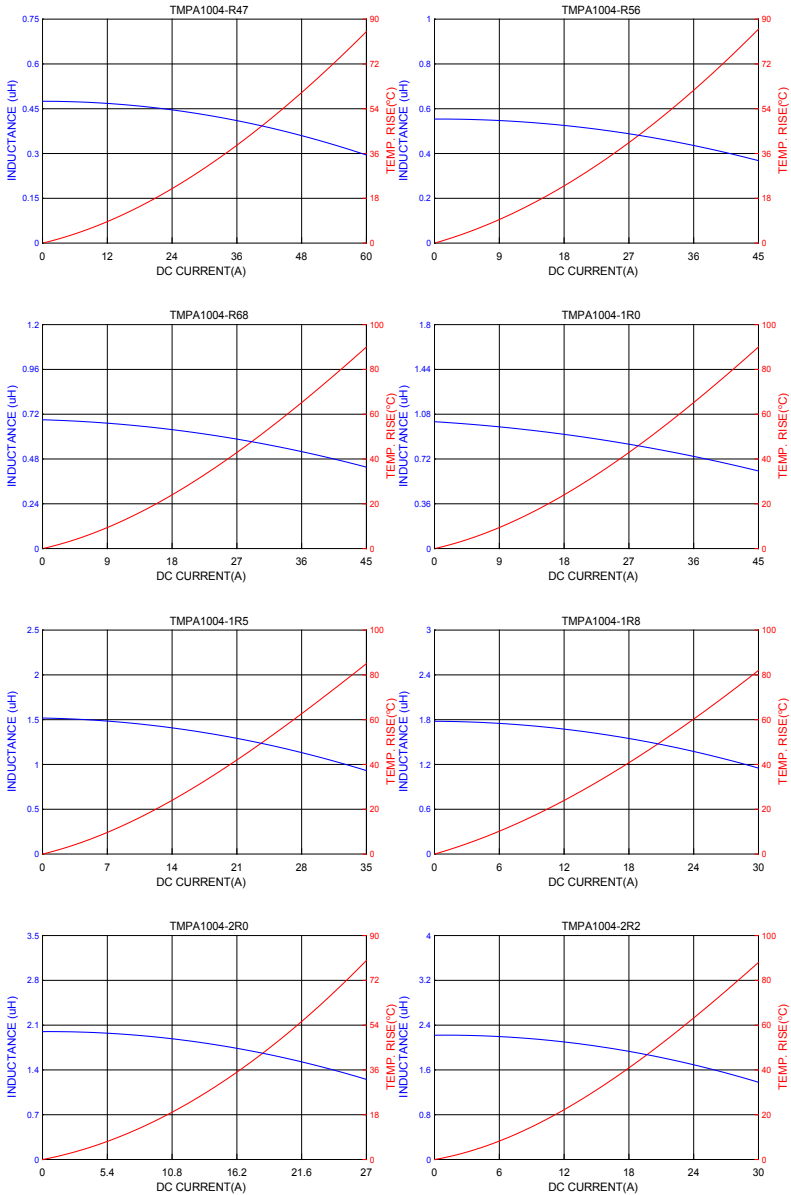 TMPA1004-R47
INDUCTANCE (uH)
0.75
0.6
0.45
0.3
0.15
0
90
72
54
36
18
0
TEMP. RISE(°C)
0 12 24 36 48 60
DC CURRENT(A)
TMPA1004-R56
INDUCTANCE (uH)
1
0.8
0.6
0.4
0.2
0
90
72
54
36
18
0
TEMP. RISE(°C)
0 9 18 27 36 45
DC CURRENT(A)
TMPA1004-R68
INDUCTANCE (uH)
1.2
0.96
0.72
0.48
0.24
0
100
80
60
40
20
0
TEMP. RISE(°C)
0 9 18 27 36 45
DC CURRENT(A)
TMPA1004-1R0
INDUCTANCE (uH)
1.8
1.44
1.08
0.72
0.36
0
100
80
60
40
20
0
TEMP. RISE(°C)
0 9 18 27 36 45
DC CURRENT(A)
TMPA1004-1R5
INDUCTANCE (uH)
2.5
2
1.5
1
0.5
0
100
80
60
40
20
0
TEMP. RISE(°C)
0 7 14 21 28 35
DC CURRENT(A)
TMPA1004-1R8
INDUCTANCE (uH)
3
2.4
1.8
1.2
0.6
0
100
80
60
40
20
0
TEMP. RISE(°C)
0 6 12 18 24 30
DC CURRENT(A)
TMPA1004-2R0
INDUCTANCE (uH)
3.5
2.8
2.1
1.4
0.7
0
90
72
54
36
18
0
TEMP. RISE(°C)
0 5.4 10.8 16.2 21.6 27
DC CURRENT(A)
TMPA1004-2R2
INDUCTANCE (uH)
4
3.2
2.4
1.6
0.8
0
100
80
60
40
20
0
TEMP. RISE(°C)
0 6 12 18 24 30
DC CURRENT(A)